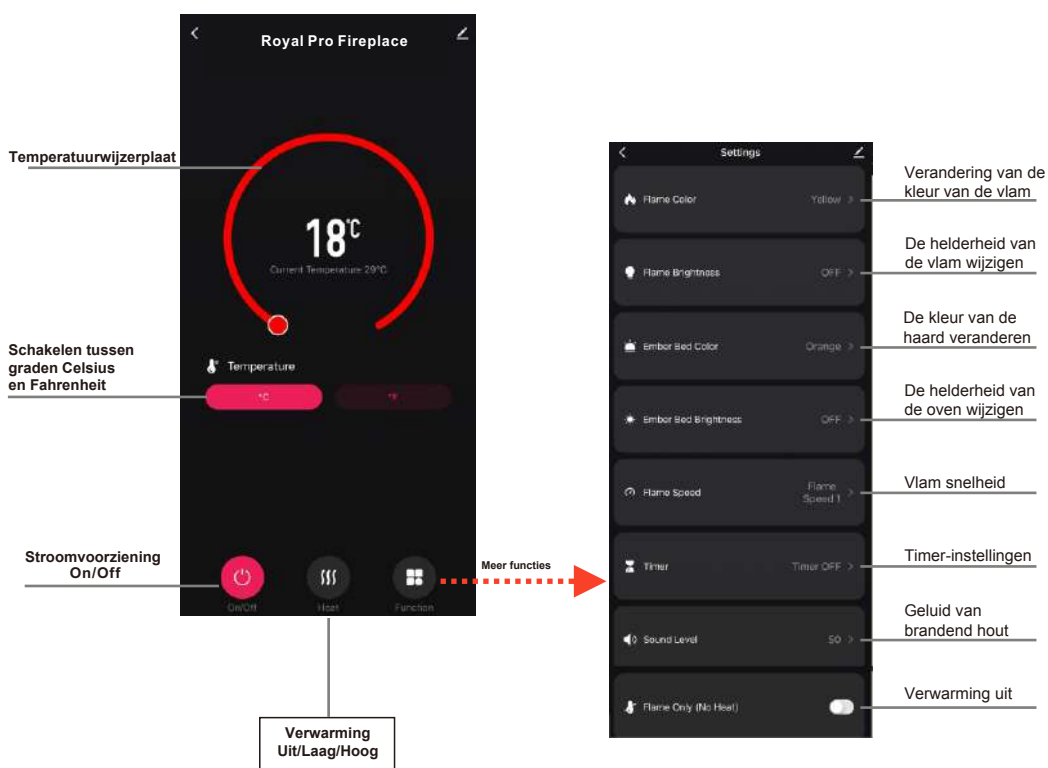 Royal Pro Fireplace
Temperatuurwijzerplaat
18°C
Current Temperature 29°C
Schakelen tussen
graden Celsius
en Fahrenheit
Temperature
°C
°F
Stroomvoorziening
On/Off
On/Off
Heat
Function
Meer functies
Verwarming
Uit/Laag/Hoog
Settings
Flame Color
Yellow
Verandering van de
kleur van de vlam
Flame Brightness
OFF
De helderheid van
de vlam wijzigen
Ember Bed Color
Orange
De kleur van de
haard veranderen
Ember Bed Brightness
OFF
De helderheid van
de oven wijzigen
Flame Speed
Flame
Speed 1
Vlam snelheid
Timer
Timer OFF
Timer-instellingen
Sound Level
50
Geluid van
brandend hout
Flame Only (No Heat)
Verwarming uit